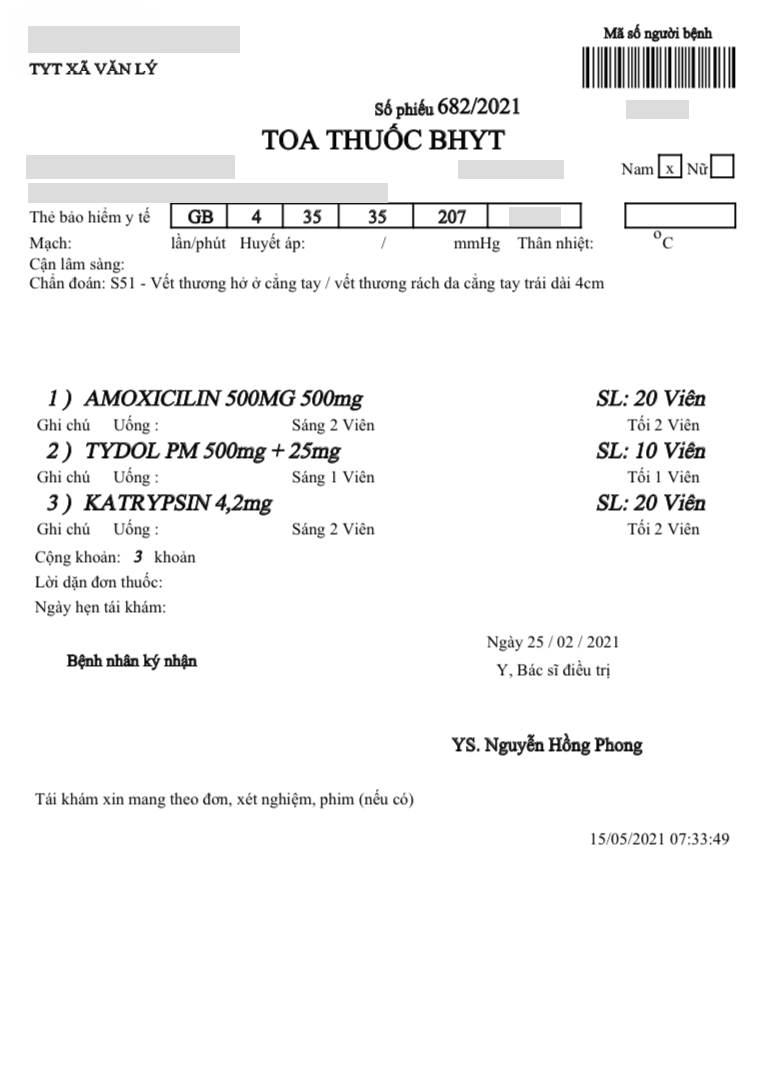 Mã số người bệnh
TYT XÃ VĂN LÝ
Số phiếu 682/2021
TOA THUỐC BHYT
Nam x Nữ
Thẻ bảo hiểm y tế GB 4 35 35 207
Mạch: lần/phút Huyết áp: / mmHg Thân nhiệt: °C
Cận lâm sàng:
Chẩn đoán: S51 - Vết thương hở ở cẳng tay / vết thương rách da cẳng tay trái dài 4cm
1 ) AMOXICILIN 500MG 500mg SL: 20 Viên
Ghi chú Uống : Sáng 2 Viên Tối 2 Viên
2 ) TYDOL PM 500mg + 25mg SL: 10 Viên
Ghi chú Uống : Sáng 1 Viên Tối 1 Viên
3 ) KATRYPSIN 4,2mg SL: 20 Viên
Ghi chú Uống : Sáng 2 Viên Tối 2 Viên
Cộng khoản: 3 khoản
Lời dặn đơn thuốc:
Ngày hẹn tái khám:
Ngày 25 / 02 / 2021
Bệnh nhân ký nhận
Y, Bác sĩ điều trị
YS. Nguyễn Hồng Phong
Tái khám xin mang theo đơn, xét nghiệm, phim (nếu có)
15/05/2021 07:33:49